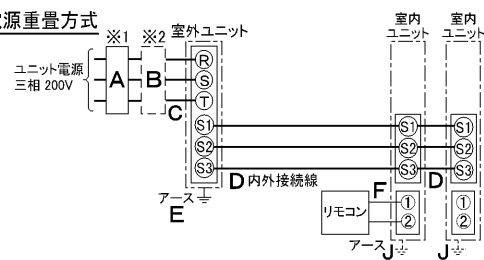 源重畳方式
※1 ※2 室外ユニット 室内ユニット 室内ユニット
ユニット電源
三相 200V
A B C
R
S
T
S1 S1 S1
S2 S2 S2
S3 S3 S3
D 内外接続線 F D
アース
E
リモコン ① ①
② ②
アース J J